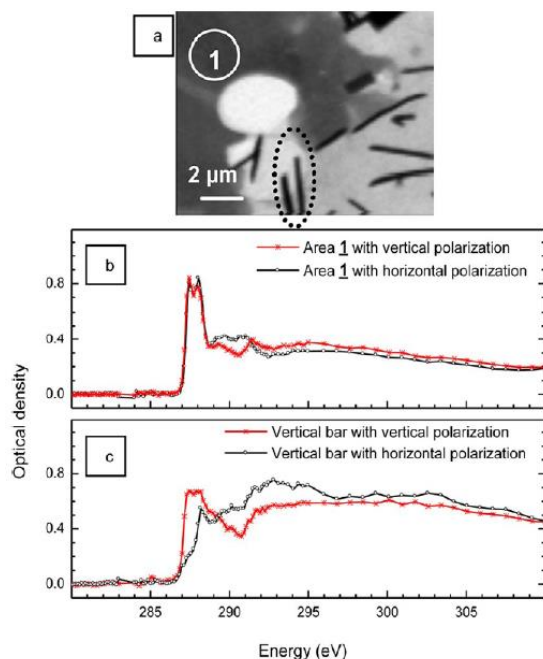 a
1
2 µm
b
Area 1 with vertical polarization
Area 1 with horizontal polarization
0.8
0.4
0.0
c
Vertical bar with vertical polarization
Vertical bar with horizontal polarization
0.8
0.4
0.0
Optical density
285 290 295 300 305
Energy (eV)